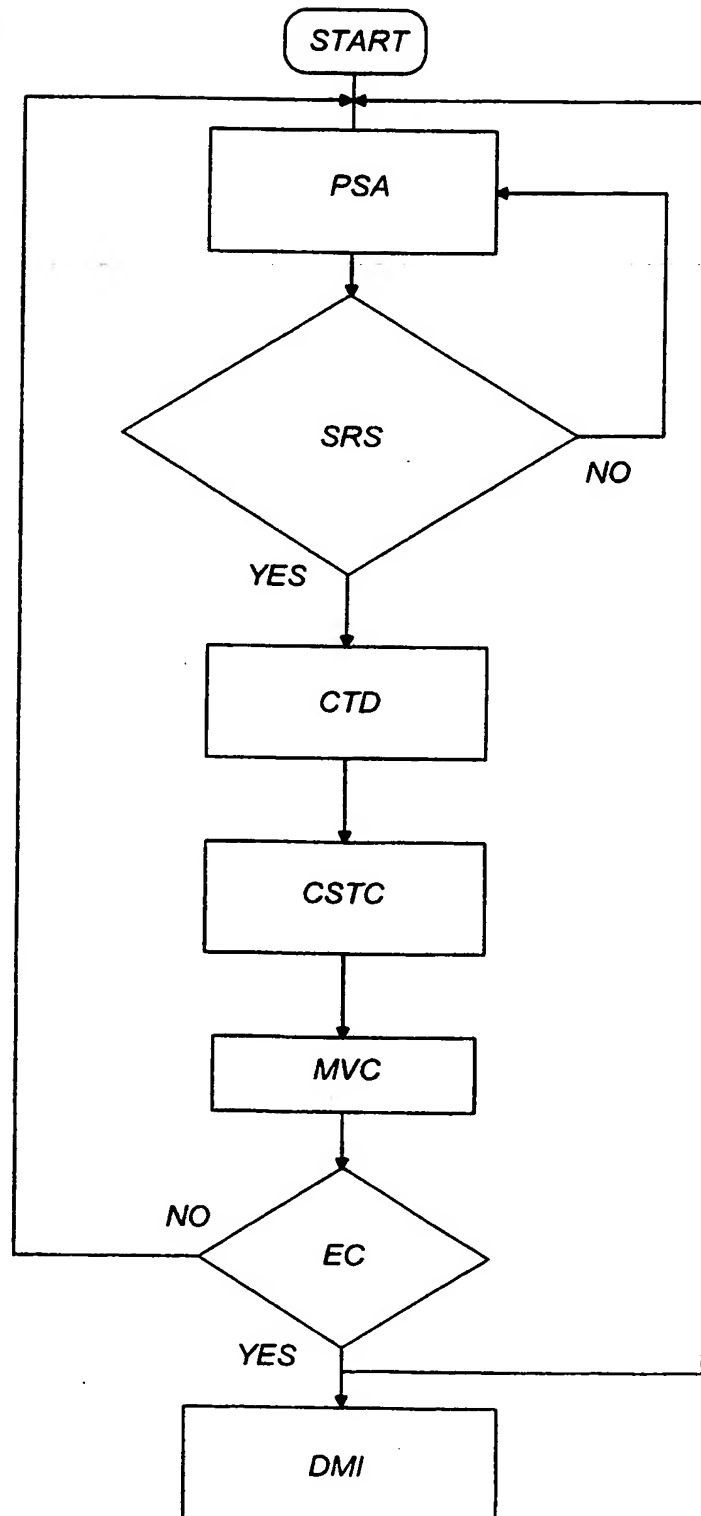 START
PSA
SRS
NO
YES
CTD
CSTC
MVC
NO
EC
YES
DMI